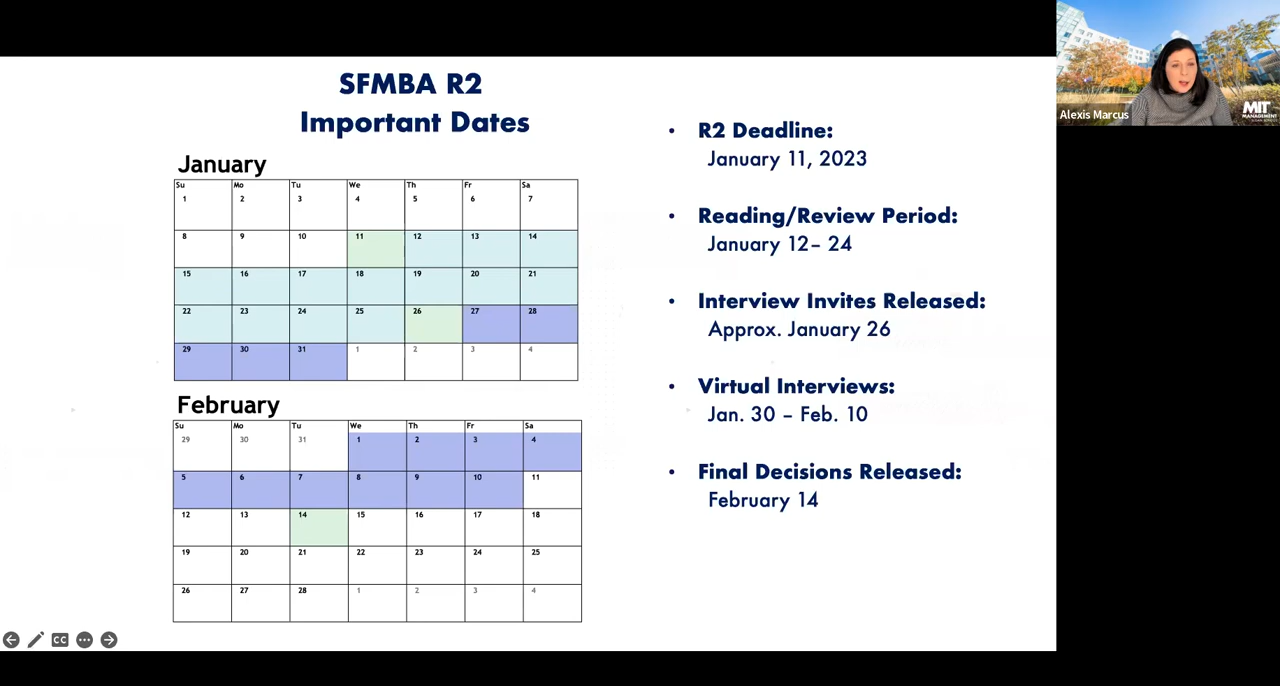 SFMBA R2
Important Dates
January
Su Mo Tu We Th Fr Sa
1 2 3 4 5 6 7
8 9 10 11 12 13 14
15 16 17 18 19 20 21
22 23 24 25 26 27 28
29 30 31 1 2 3 4
February
Su Mo Tu We Th Fr Sa
29 30 31 1 2 3 4
5 6 7 8 9 10 11
12 13 14 15 16 17 18
19 20 21 22 23 24 25
26 27 28 1 2 3 4
• R2 Deadline:
January 11, 2023
• Reading/Review Period:
January 12– 24
• Interview Invites Released:
Approx. January 26
• Virtual Interviews:
Jan. 30 – Feb. 10
• Final Decisions Released:
February 14
Alexis Marcus
MIT
MANAGEMENT
CC